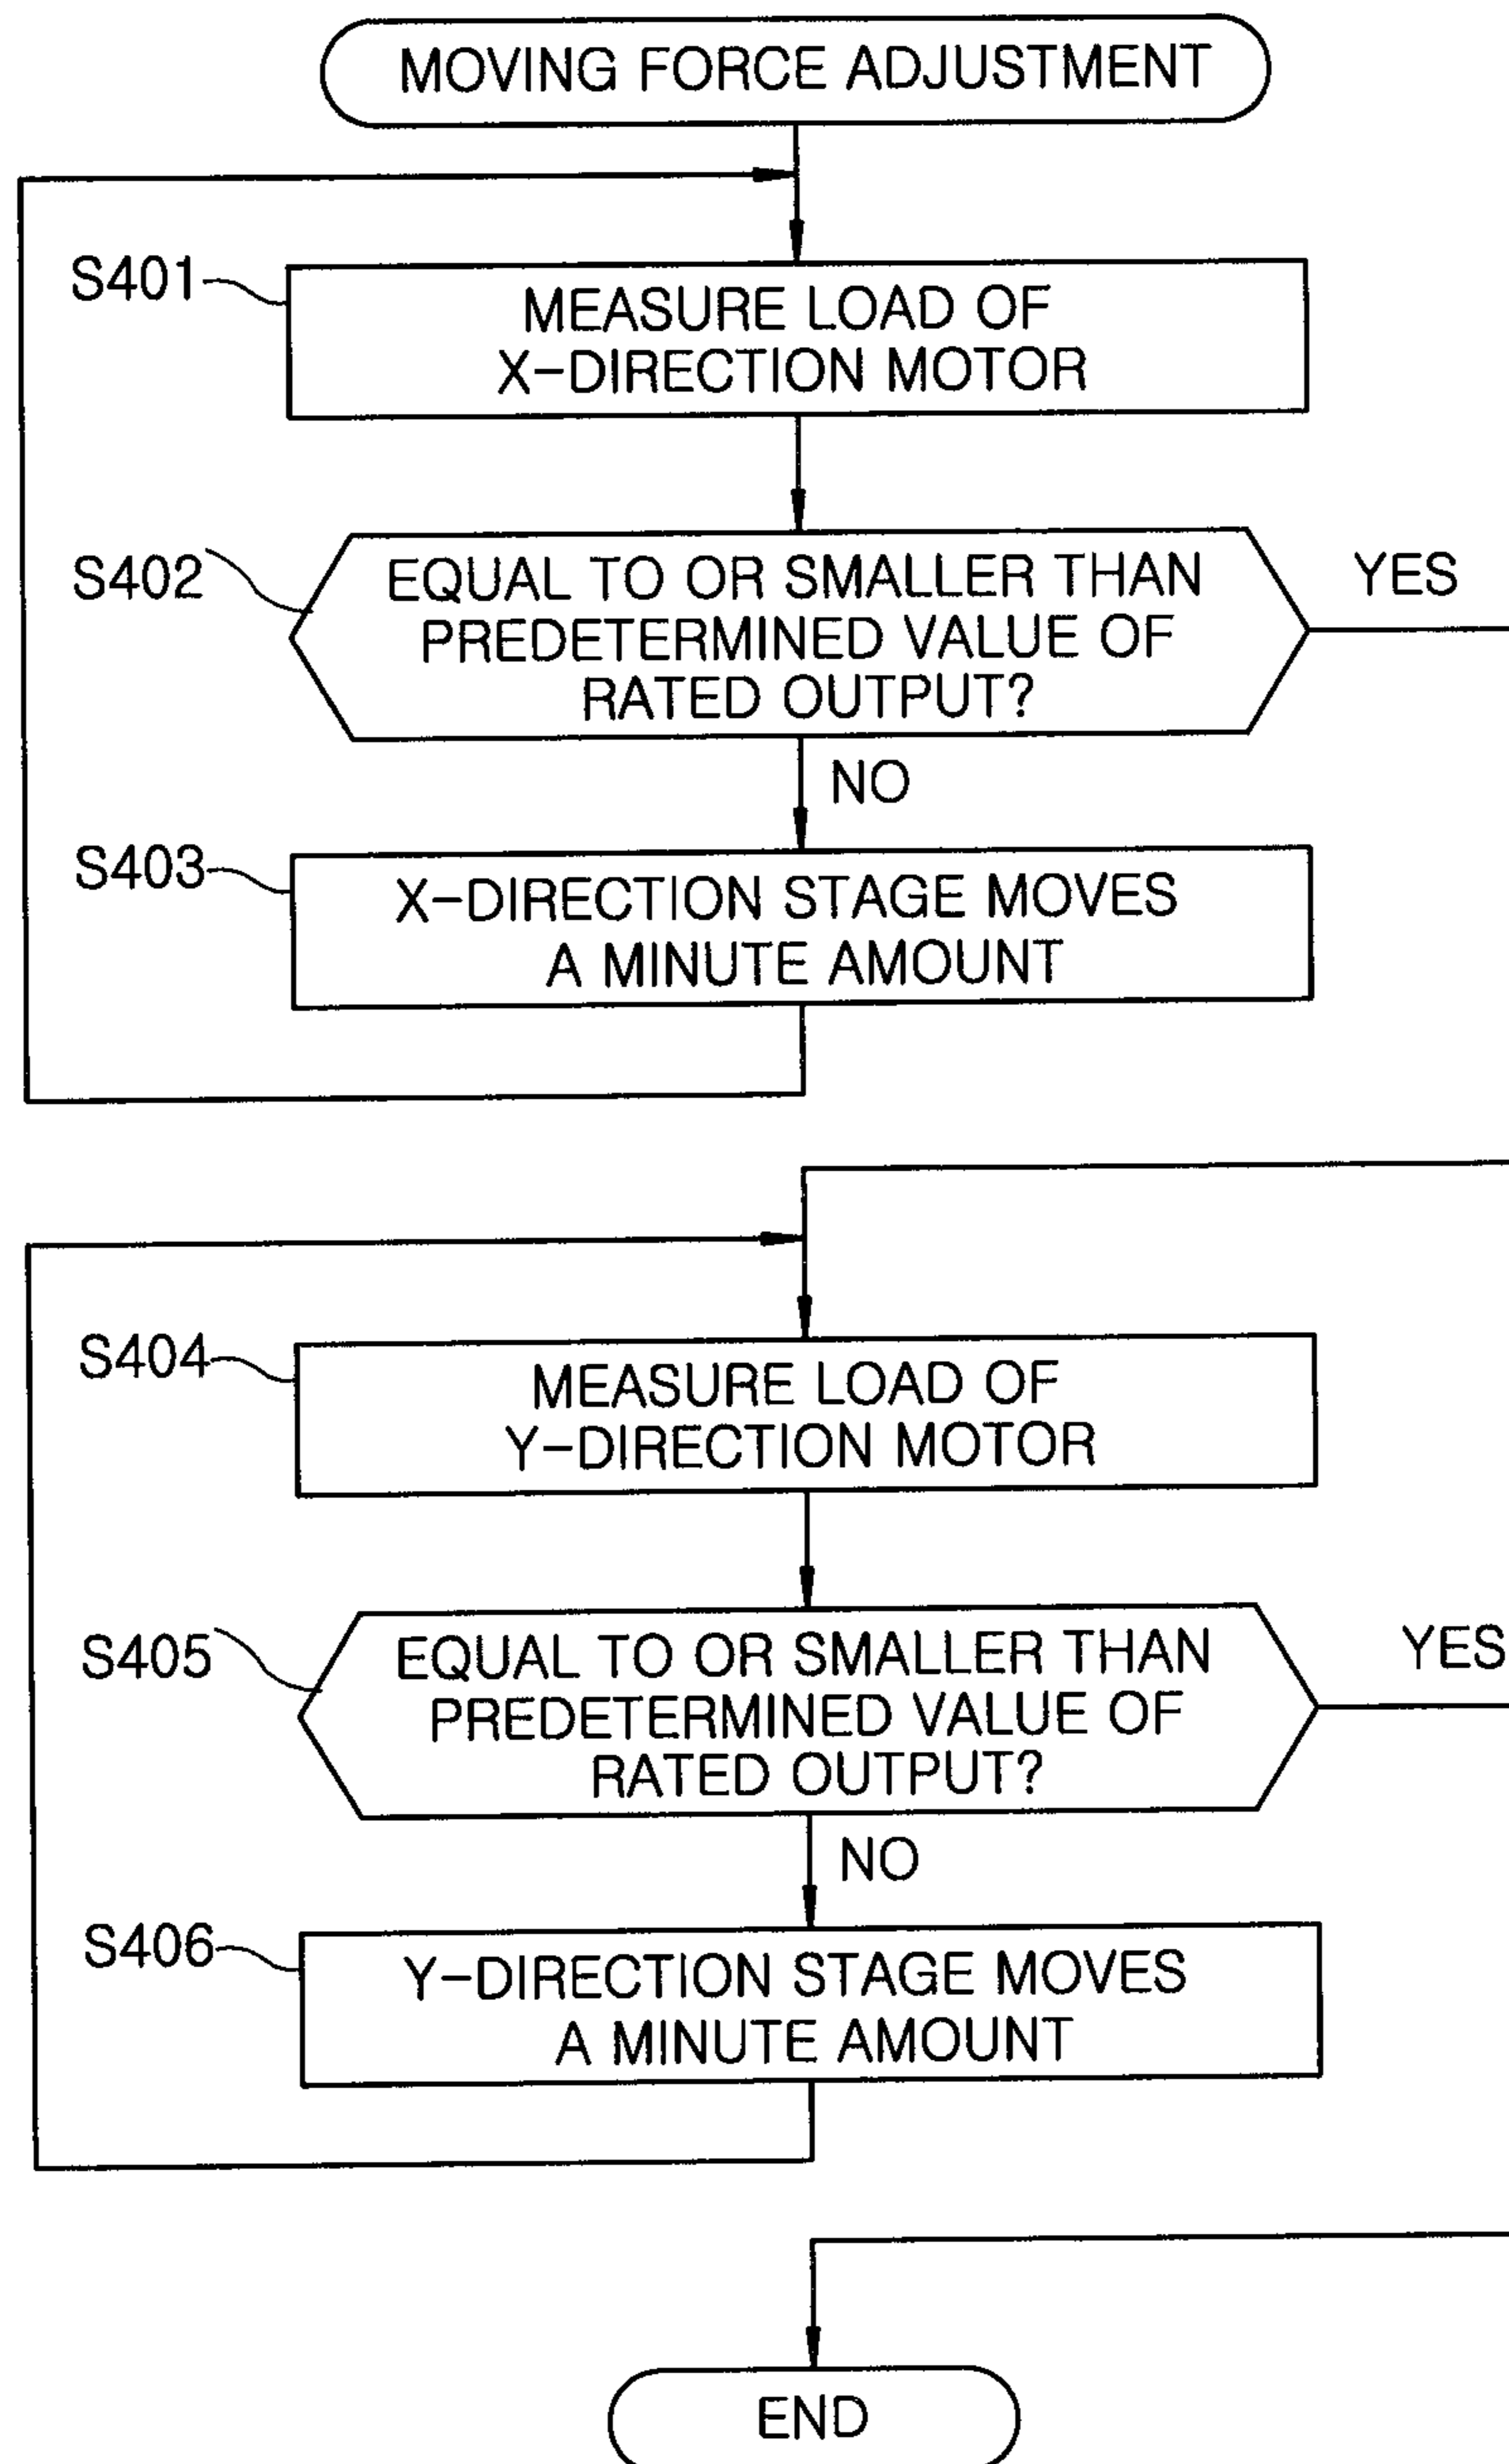 MOVING FORCE ADJUSTMENT
S401
MEASURE LOAD OF
X-DIRECTION MOTOR
S402
EQUAL TO OR SMALLER THAN
PREDETERMINED VALUE OF
RATED OUTPUT?
YES
NO
S403
X-DIRECTION STAGE MOVES
A MINUTE AMOUNT
S404
MEASURE LOAD OF
Y-DIRECTION MOTOR
S405
EQUAL TO OR SMALLER THAN
PREDETERMINED VALUE OF
RATED OUTPUT?
YES
NO
S406
Y-DIRECTION STAGE MOVES
A MINUTE AMOUNT
END